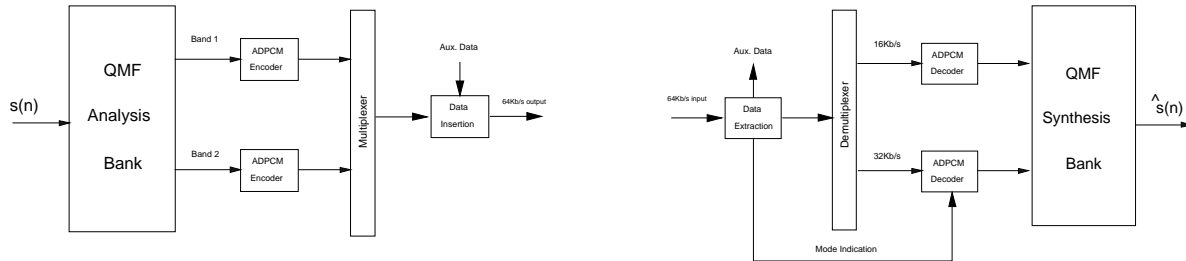 s(n)
QMF
Analysis
Bank
Band 1
Band 2
ADPCM
Encoder
ADPCM
Encoder
Multiplexer
Aux. Data
Data
Insertion
64Kb/s output
64Kb/s input
Aux. Data
Data
Extraction
Demultiplexer
16Kb/s
32Kb/s
ADPCM
Decoder
ADPCM
Decoder
Mode Indication
QMF
Synthesis
Bank
^s(n)